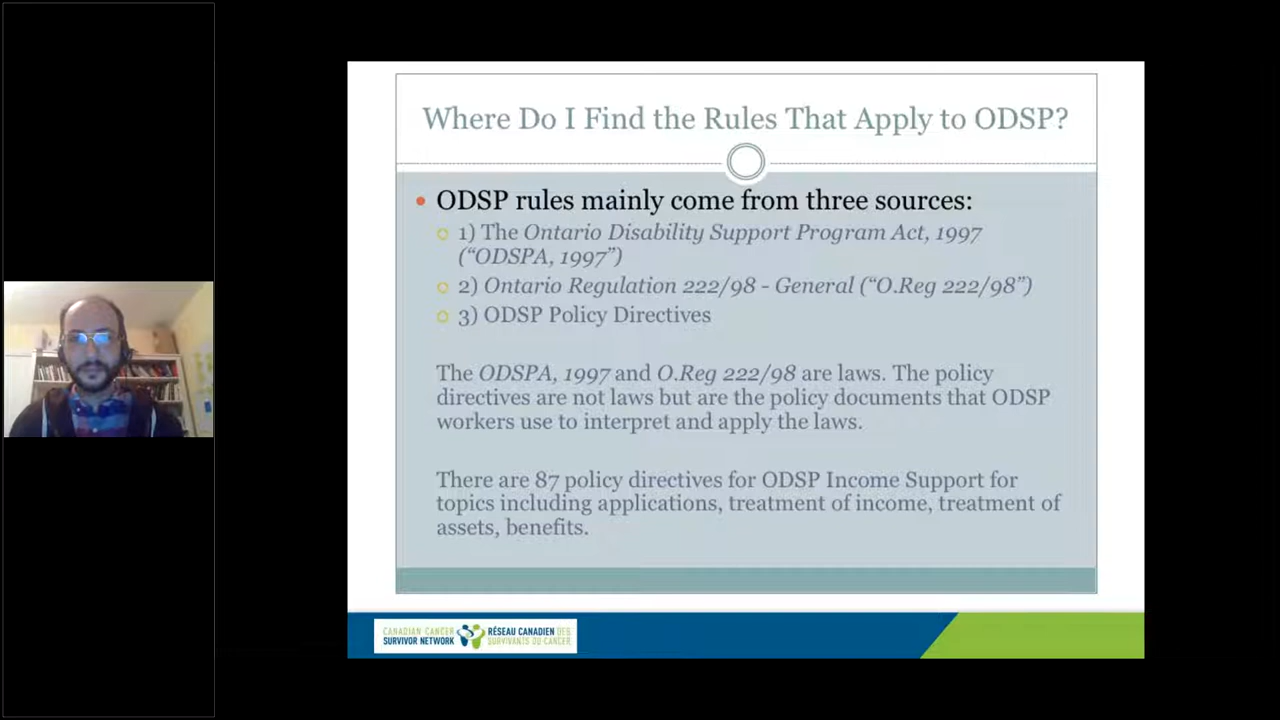 Where Do I Find the Rules That Apply to ODSP?
ODSP rules mainly come from three sources:
1) The Ontario Disability Support Program Act, 1997
(“ODSPA, 1997”)
2) Ontario Regulation 222/98 - General (“O.Reg 222/98”)
3) ODSP Policy Directives
The ODSPA, 1997 and O.Reg 222/98 are laws. The policy
directives are not laws but are the policy documents that ODSP
workers use to interpret and apply the laws.
There are 87 policy directives for ODSP Income Support for
topics including applications, treatment of income, treatment of
assets, benefits.
CANADIAN CANCER
SURVIVOR NETWORK
RÉSEAU CANADIEN DES
SURVIVANTS DU CANCER